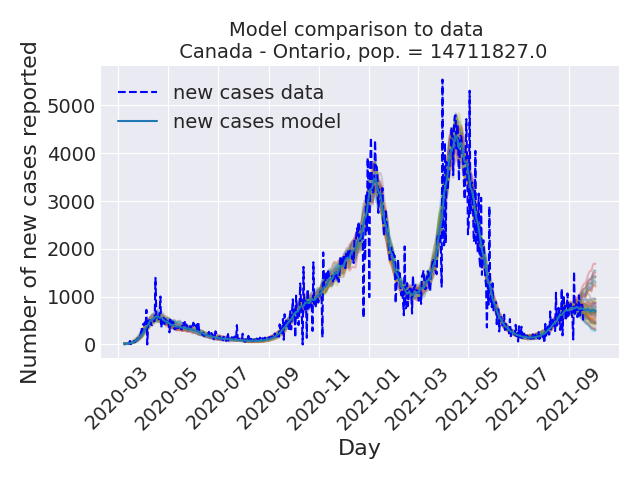 Model comparison to data
Canada - Ontario, pop. = 14711827.0
Number of new cases reported
5000
4000
3000
2000
1000
0
new cases data
new cases model
2020-03
2020-05
2020-07
2020-09
2020-11
2021-01
2021-03
2021-05
2021-07
2021-09
Day